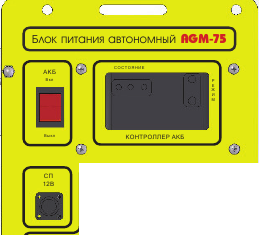 Блок питания автономный AGM-75
АКБ
Вкл
Выкл
СОСТОЯНИЕ
РЕЖИМ
КОНТРОЛЛЕР АКБ
СП
12В